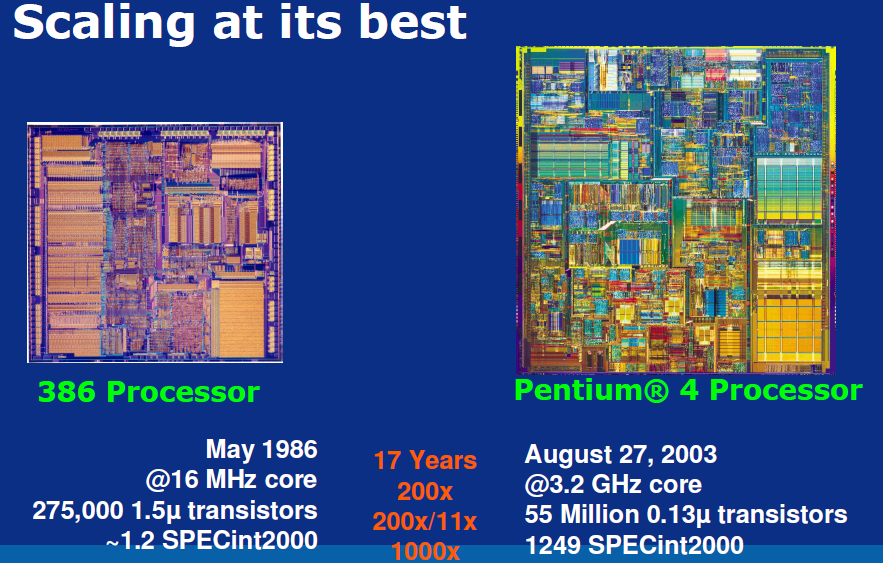 Scaling at its best
386 Processor
Pentium® 4 Processor
May 1986
@16 MHz core
275,000 1.5µ transistors
~1.2 SPECint2000
17 Years
200x
200x/11x
1000x
August 27, 2003
@3.2 GHz core
55 Million 0.13µ transistors
1249 SPECint2000